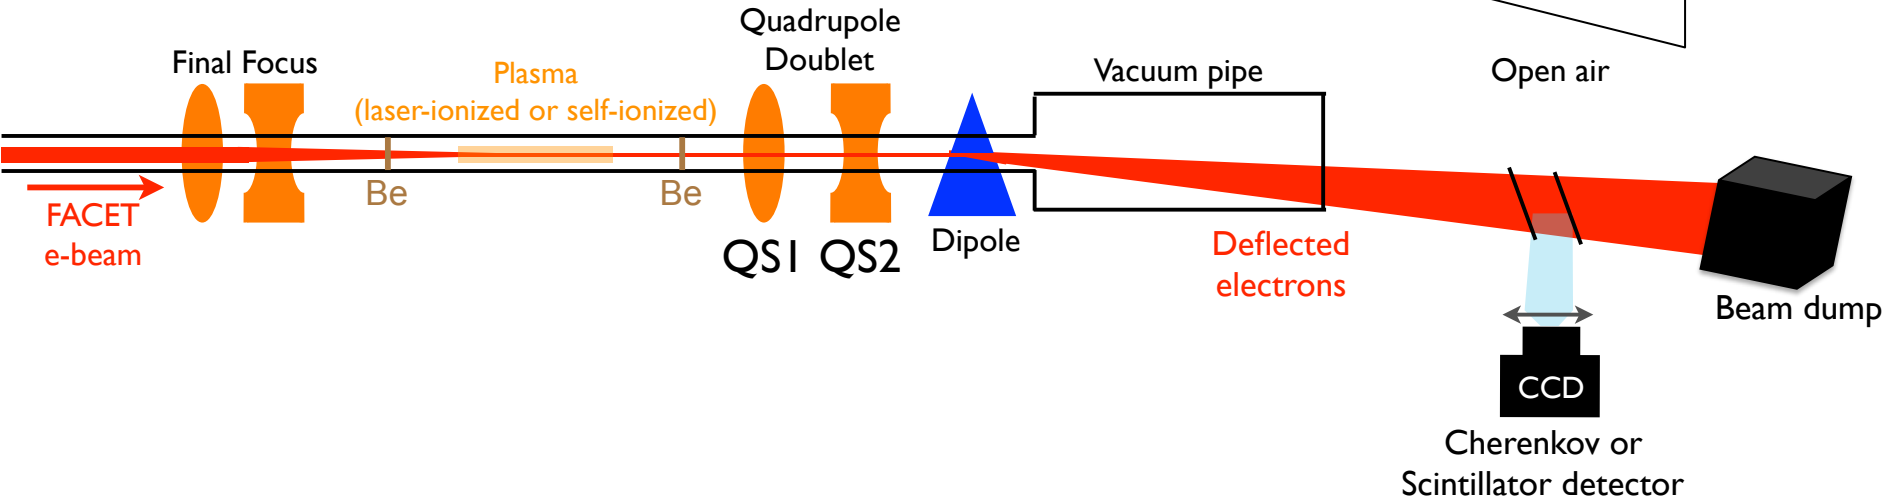 Final Focus
Plasma
(laser-ionized or self-ionized)
Quadrupole
Doublet
Vacuum pipe
Open air
FACET
e-beam
Be
Be
QS1 QS2
Dipole
Deflected
electrons
Beam dump
CCD
Cherenkov or
Scintillator detector